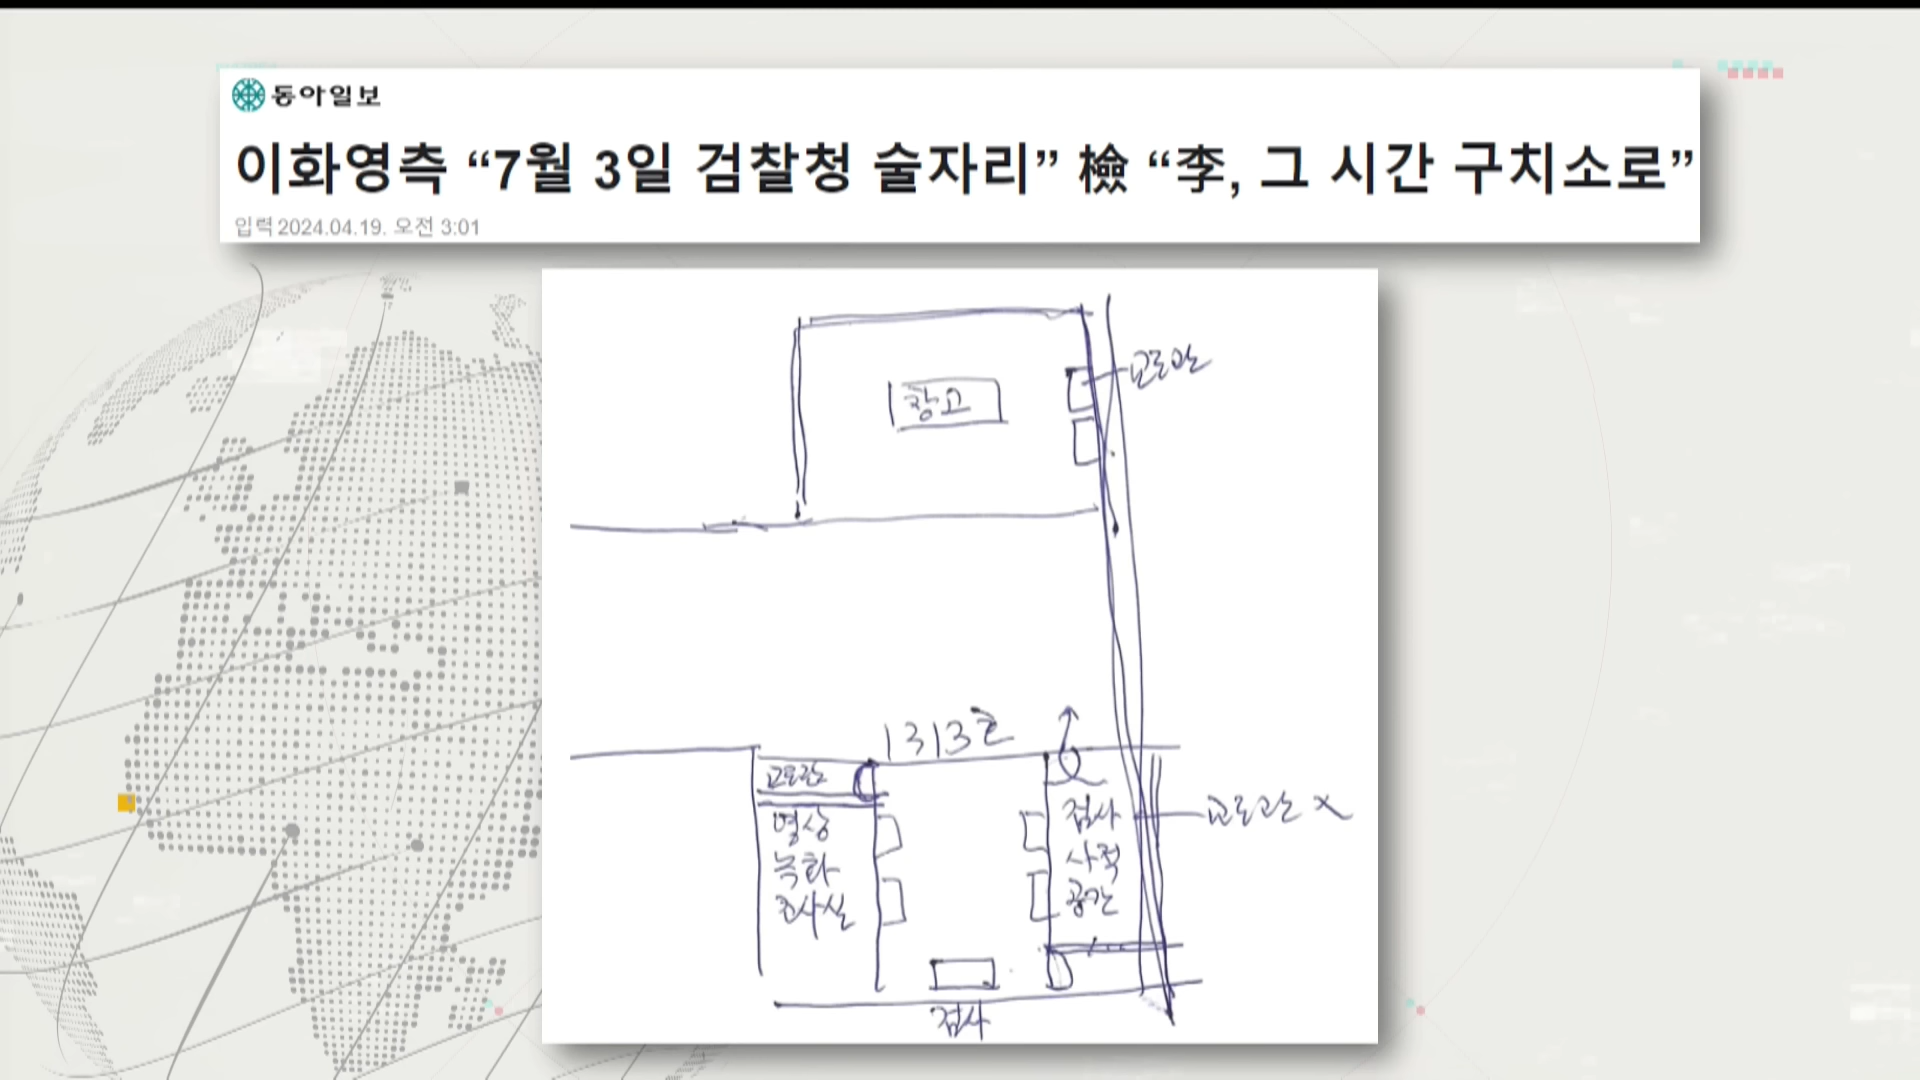 동아일보
이화영측 “7월 3일 검찰청 술자리” 檢 “李, 그 시간 구치소로”
입력 2024.04.19. 오전 3:01
교도관
창고
1313호
교도관
영상
녹화
조사실
검사
사적
공간
교도관 X
검사